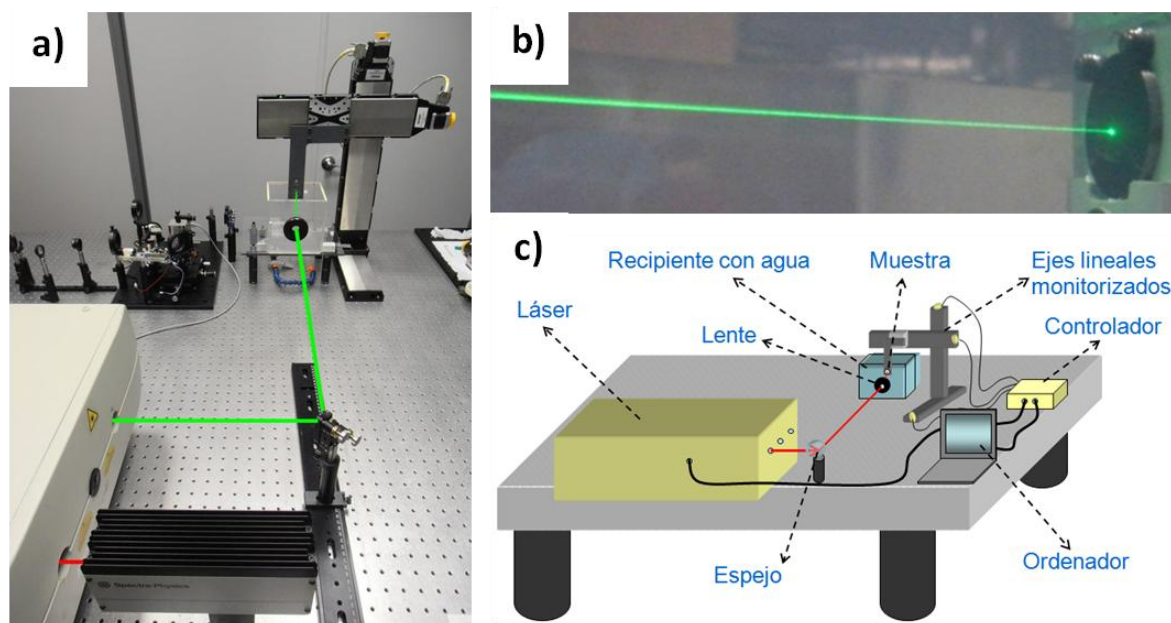 a)
Spectra-Physics
b)
c)
Recipiente con agua
Muestra
Ejes lineales
monitorizados
Láser
Lente
Controlador
Espejo
Ordenador